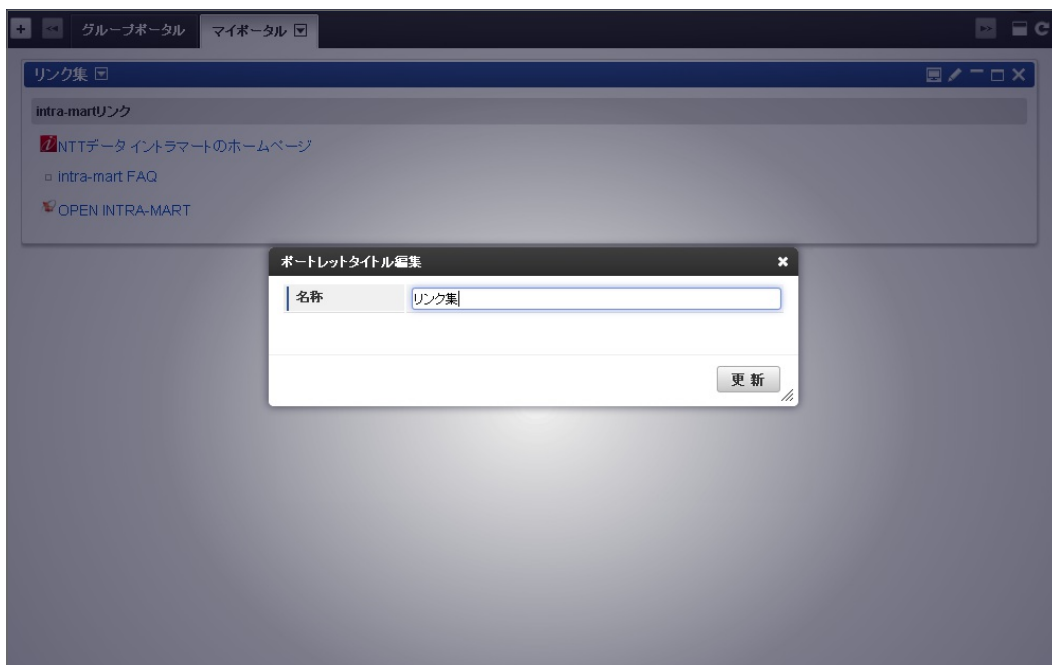 グループポータル マイポータル
リンク集
intra-martリンク
NTTデータ イントラマートのホームページ
intra-mart FAQ
OPEN INTRA-MART
ポートレットタイトル編集
名称 リンク集
更 新